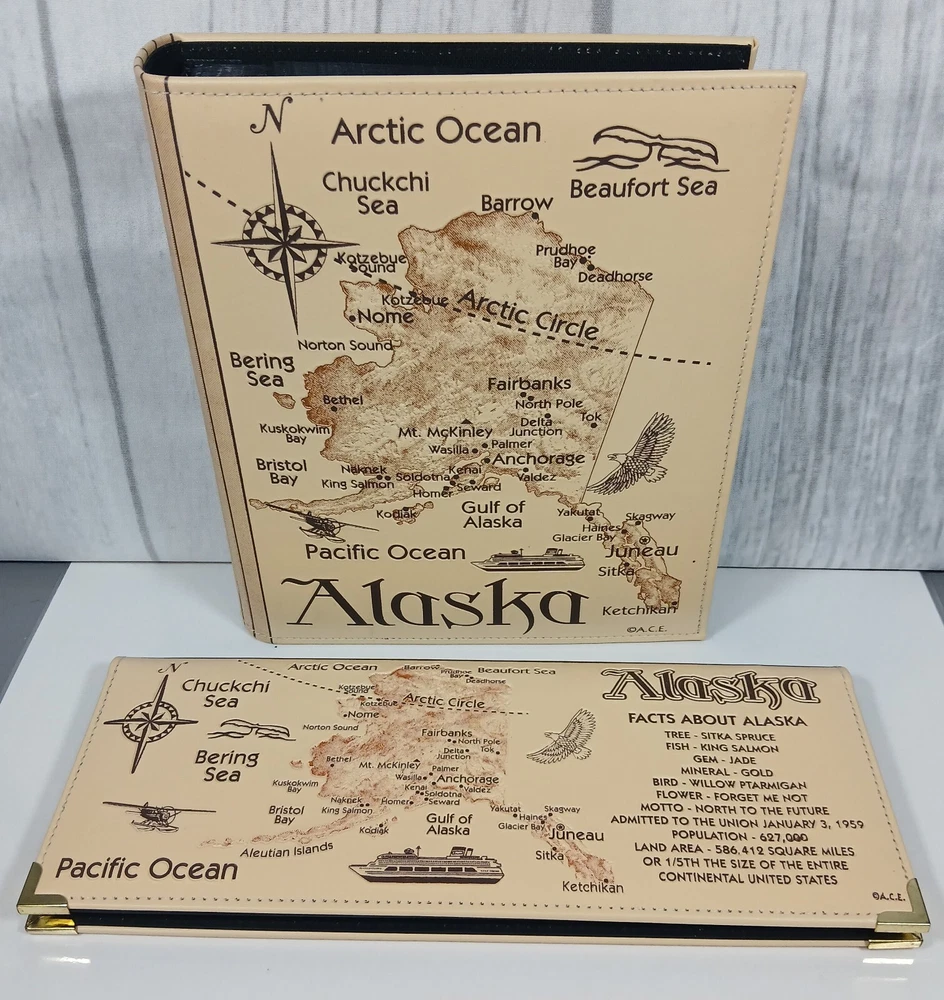 N
Arctic Ocean
Chuckchi
Sea
Beaufort Sea
Barrow
Prudhoe
Bay
Deadhorse
Kotzebue
Sound
Kotzebue
Arctic Circle
Nome
Norton Sound
Bering
Sea
Fairbanks
North Pole
Bethel
Delta
Junction
Tok
Kuskokwim
Bay
Mt. McKinley
Palmer
Wasilla
Anchorage
Bristol
Bay
Naknek
King Salmon
Soldotna
Kenai
Valdez
Homer
Seward
Kodiak
Gulf of
Alaska
Yakutat
Skagway
Haines
Glacier Bay
Pacific Ocean
Juneau
Sitka
Alaska
Ketchikan
©A.C.E.
N
Arctic Ocean
Barrow
Prudhoe
Bay
Deadhorse
Beaufort Sea
Chuckchi
Sea
Kotzebue
Sound
Kotzebue
Arctic Circle
Nome
Norton Sound
Fairbanks
North Pole
Bering
Sea
Bethel
Delta
Junction
Tok
Mt. McKinley
Palmer
Wasilla
Anchorage
Kuskokwim
Bay
Kenai
Soldotna
Valdez
Naknek
King Salmon
Homer
Seward
Bristol
Bay
Kodiak
Gulf of
Alaska
Yakutat
Skagway
Haines
Glacier Bay
Juneau
Aleutian Islands
Sitka
Pacific Ocean
Ketchikan
Alaska
FACTS ABOUT ALASKA
TREE - SITKA SPRUCE
FISH - KING SALMON
GEM - JADE
MINERAL - GOLD
BIRD - WILLOW PTARMIGAN
FLOWER - FORGET ME NOT
MOTTO - NORTH TO THE FUTURE
ADMITTED TO THE UNION JANUARY 3, 1959
POPULATION - 627,000
LAND AREA - 586,412 SQUARE MILES
OR 1/5TH THE SIZE OF THE ENTIRE
CONTINENTAL UNITED STATES
©A.C.E.